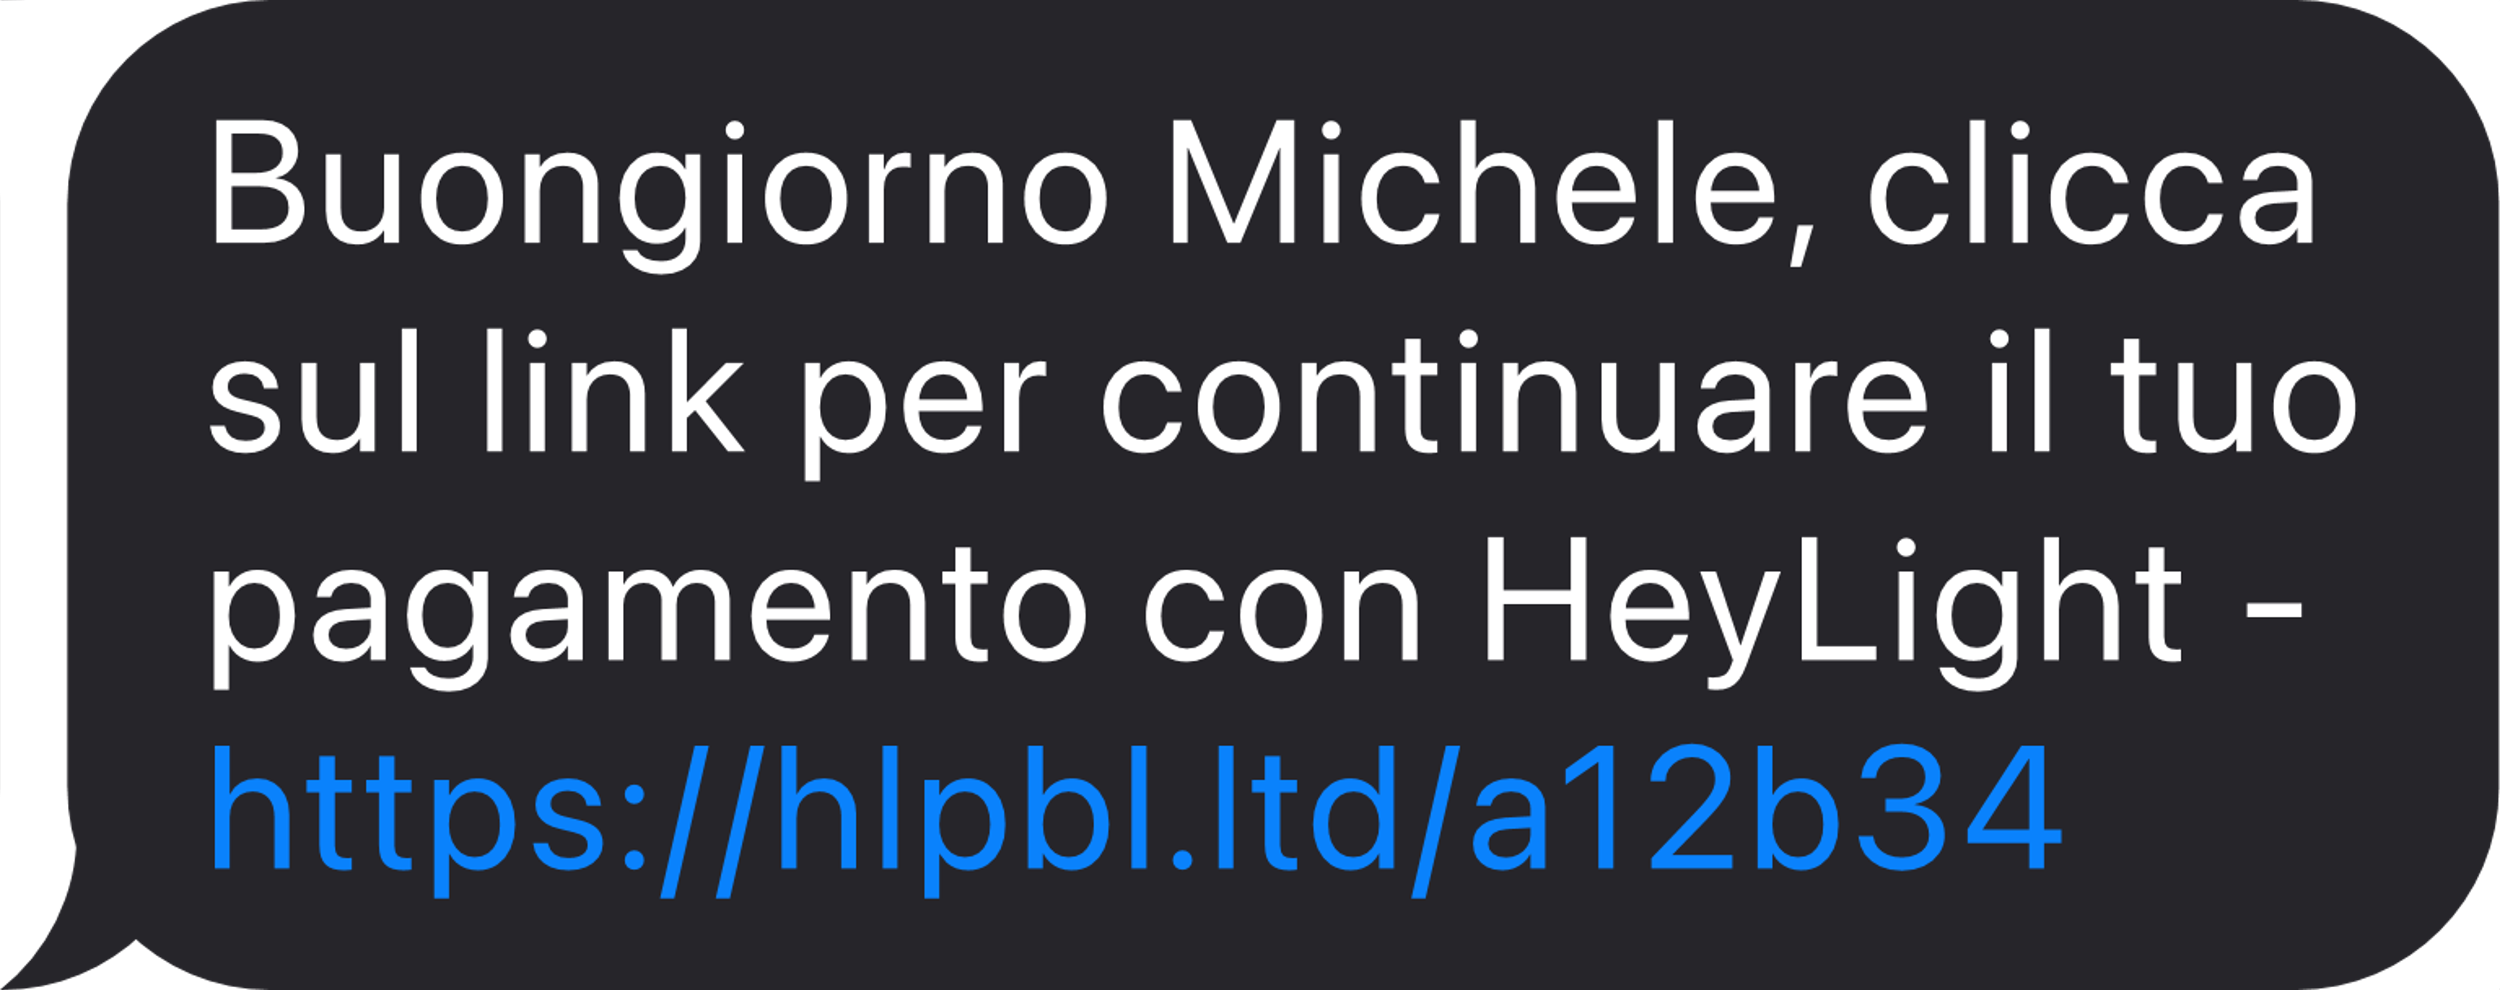 Buongiorno Michele, clicca
sul link per continuare il tuo
pagamento con HeyLight -
https://hlpbl.ltd/a12b34